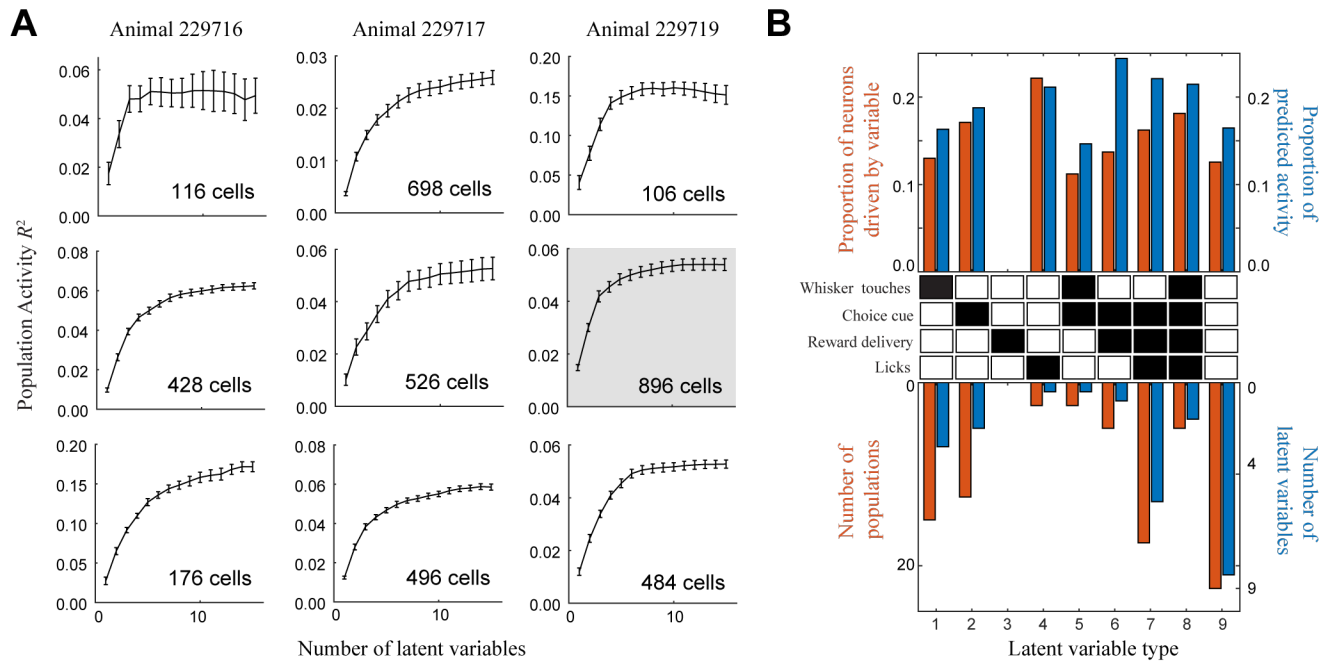 A
Animal 229716
Animal 229717
Animal 229719
Population Activity R²
0.06
0.04
0.02
0.00
116 cells
10
0.03
0.02
0.01
0.00
698 cells
0.20
0.15
0.10
0.05
0.00
106 cells
0.08
0.06
0.04
0.02
0.00
428 cells
0.06
0.04
0.02
0.00
526 cells
0.06
0.04
0.02
0.00
896 cells
0.20
0.15
0.10
0.05
0.00
176 cells
0
10
0.08
0.06
0.04
0.02
0.00
496 cells
0
10
0.06
0.04
0.02
0.00
484 cells
0
10
Number of latent variables
B
Proportion of neurons
driven by variable
0.2
0.1
0.0
0.2
0.1
0.0
Proportion of
predicted activity
Whisker touches
Choice cue
Reward delivery
Licks
Number of
populations
0
20
0
4
9
Number of
latent variables
1 2 3 4 5 6 7 8 9
Latent variable type